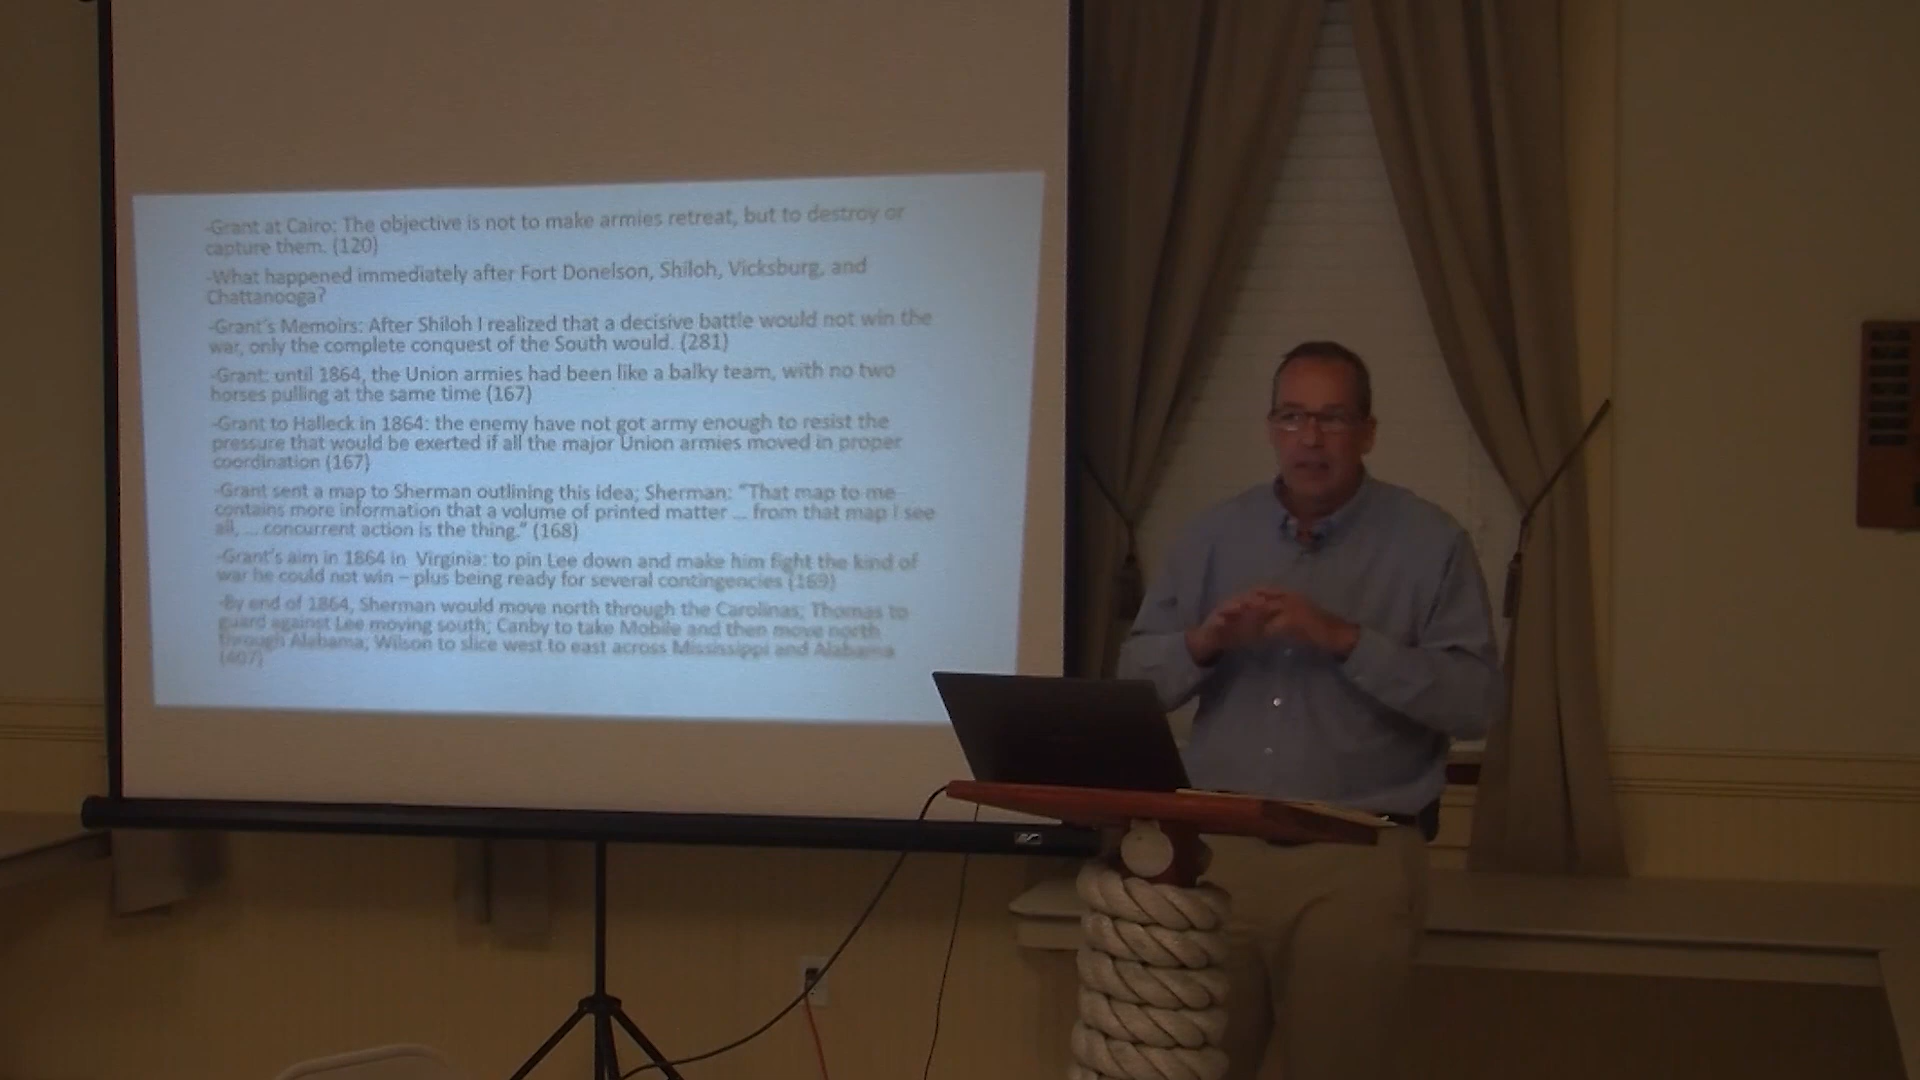 -Grant at Cairo: The objective is not to make armies retreat, but to destroy or
capture them. (120)
-What happened immediately after Fort Donelson, Shiloh, Vicksburg, and
Chattanooga?
-Grant's Memoirs: After Shiloh I realized that a decisive battle would not win the
war, only the complete conquest of the South would. (281)
-Grant: until 1864, the Union armies had been like a balky team, with no two
horses pulling at the same time (167)
-Grant to Halleck in 1864: the enemy have not got army enough to resist the
pressure that would be exerted if all the major Union armies moved in proper
coordination (167)
-Grant sent a map to Sherman outlining this idea; Sherman: "That map to me
contains more information that a volume of printed matter ... from that map I see
all, ... concurrent action is the thing." (168)
-Grant's aim in 1864 in Virginia: to pin Lee down and make him fight the kind of
war he could not win – plus being ready for several contingencies (169)
-By end of 1864, Sherman would move north through the Carolinas; Thomas to
guard against Lee moving south; Canby to take Mobile and then move north
through Alabama; Wilson to slice west to east across Mississippi and Alabama
(407)